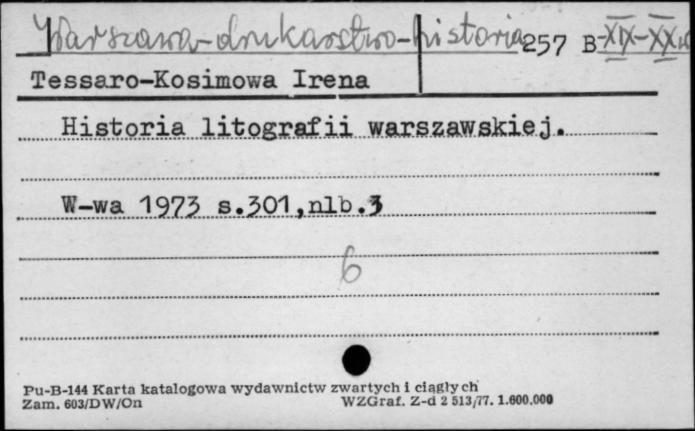 Warszawa-drukarstwo-historia 257 B-XIX-XX w
Tessaro-Kosimowa Irena
Historia litografii warszawskiej.
W-wa 1973 s.301,nlb.3
6
Pu-B-144 Karta katalogowa wydawnictw zwartych i ciągłych
Zam. 603/DW/On WZGraf. Z-d 2 513/77. 1.600.000